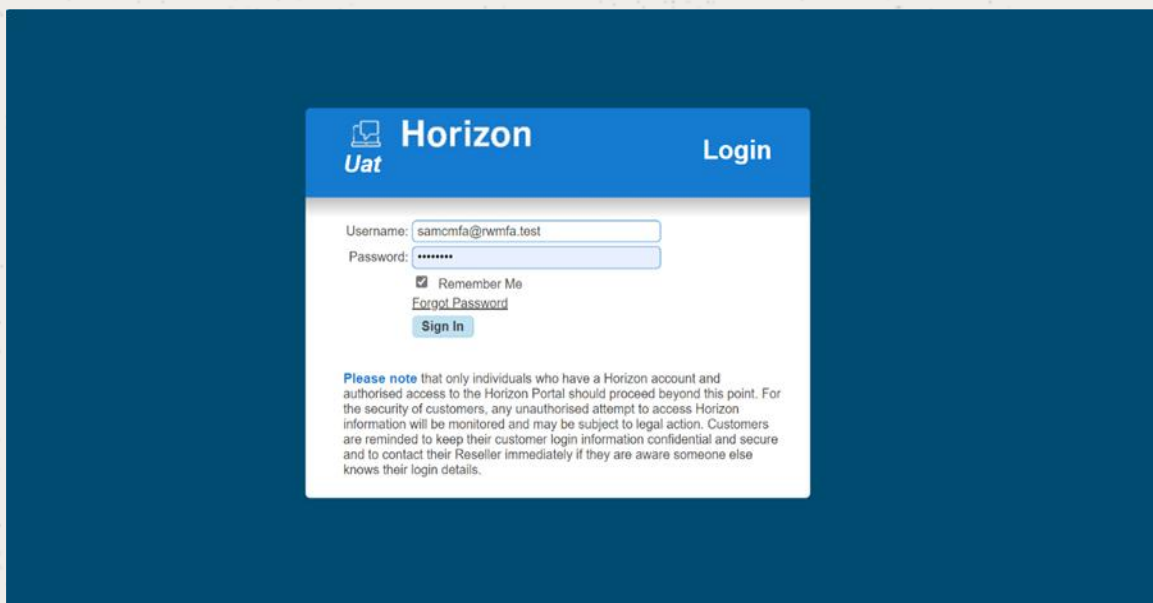 Horizon
Uat
Login
Username: samcmfa@rwmfa.test
Password: ••••••••
Remember Me
Forgot Password
Sign In
Please note that only individuals who have a Horizon account and
authorised access to the Horizon Portal should proceed beyond this point. For
the security of customers, any unauthorised attempt to access Horizon
information will be monitored and may be subject to legal action. Customers
are reminded to keep their customer login information confidential and secure
and to contact their Reseller immediately if they are aware someone else
knows their login details.